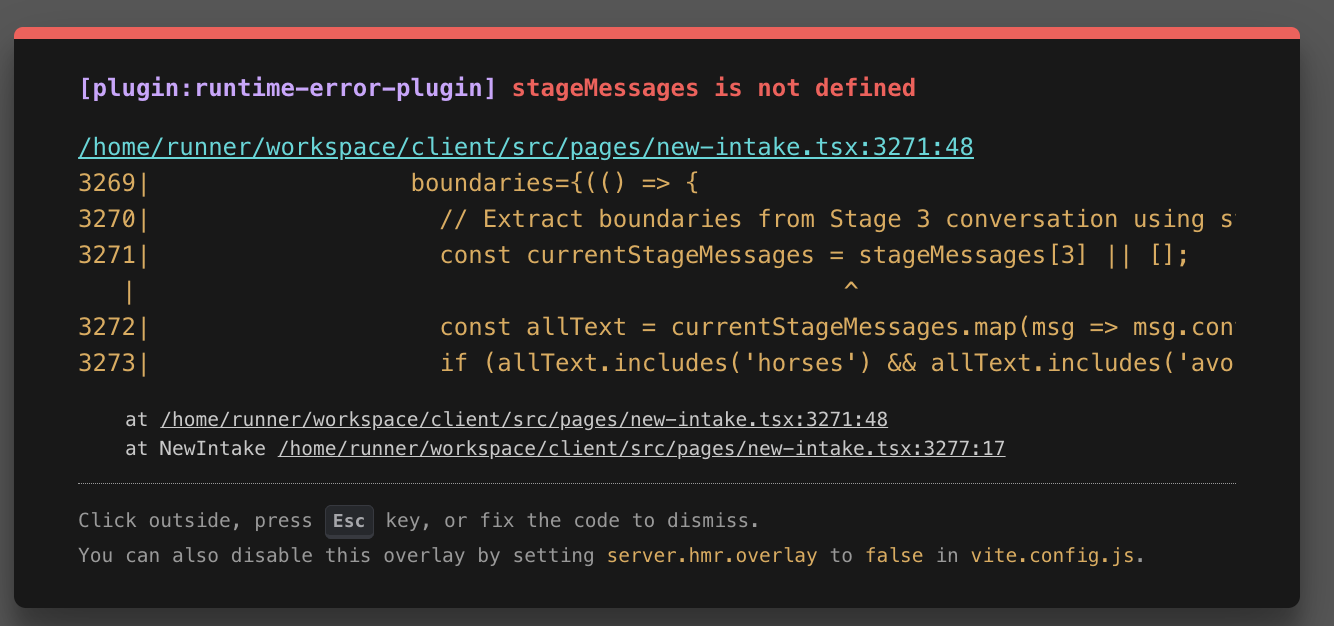 [plugin:runtime-error-plugin] stageMessages is not defined
/home/runner/workspace/client/src/pages/new-intake.tsx:3271:48
3269|                  boundaries={(() => {
3270|                    // Extract boundaries from Stage 3 conversation using
3271|                    const currentStageMessages = stageMessages[3] || [];
   |                                                 ^
3272|                    const allText = currentStageMessages.map(msg => msg.con
3273|                    if (allText.includes('horses') && allText.includes('avo
at /home/runner/workspace/client/src/pages/new-intake.tsx:3271:48
at NewIntake /home/runner/workspace/client/src/pages/new-intake.tsx:3277:17
Click outside, press Esc key, or fix the code to dismiss.
You can also disable this overlay by setting server.hmr.overlay to false in vite.config.js.